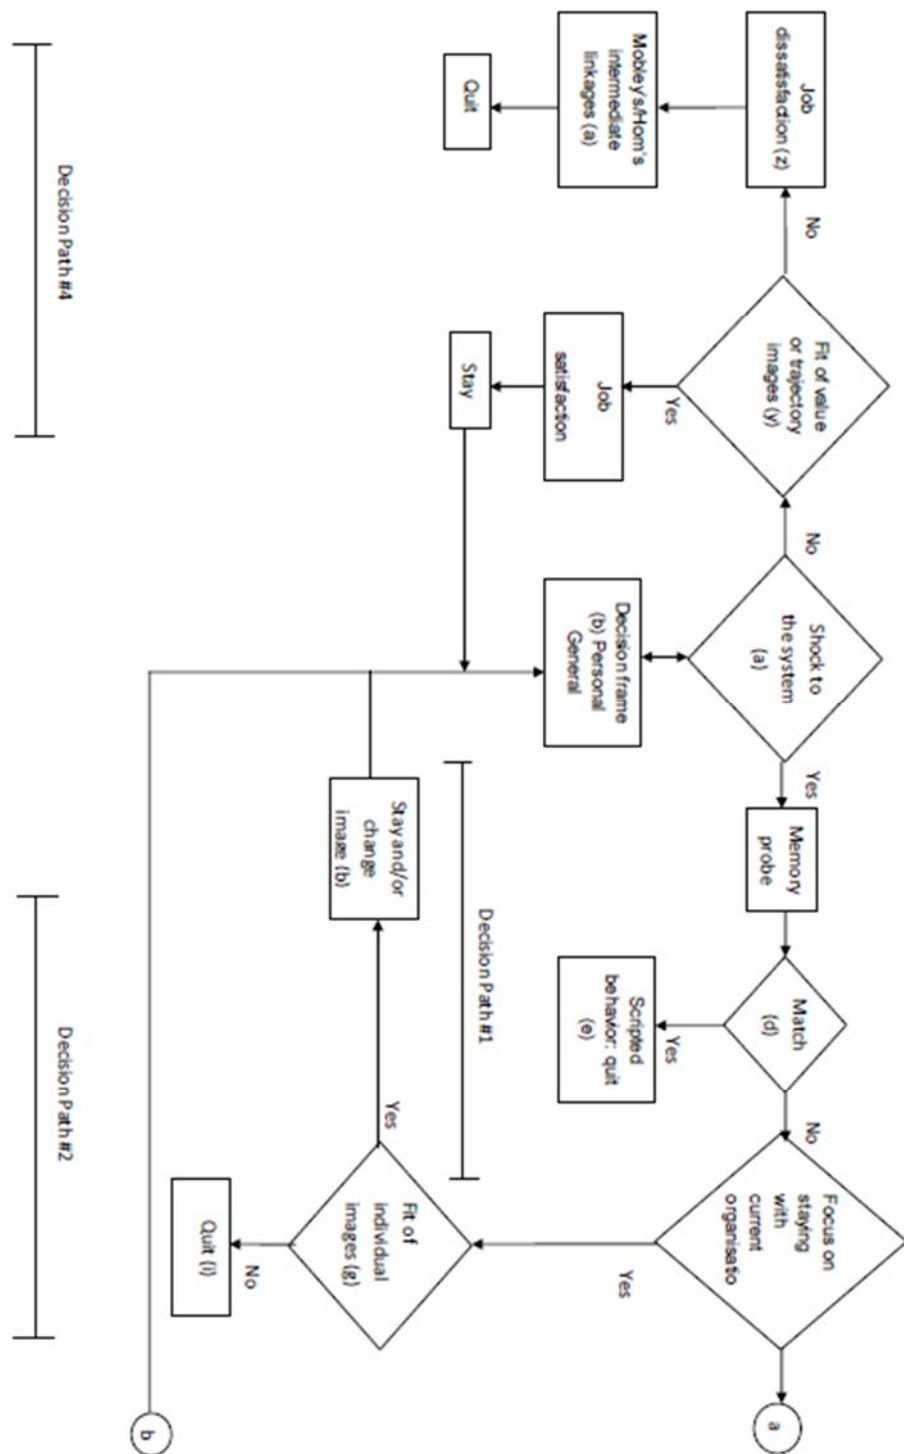 Job
dissatisfaction (z)
Mobley's/Hom's
intermediate
linkages (a)
Quit
No
Fit of value
or trajectory
images (y)
Yes
Job
satisfaction
Stay
No
Shock to
the system
(a)
Decision frame
(b) Personal
General
Yes
Memory
probe
Match
(d)
Yes
Scripted
behavior: quit
(e)
No
Focus on
staying
with
current
organisatio
a
Yes
Fit of
individual
images (g)
Yes
Stay and/or
change
image (b)
No
Quit (i)
b
Decision Path #1
Decision Path #4
Decision Path #2